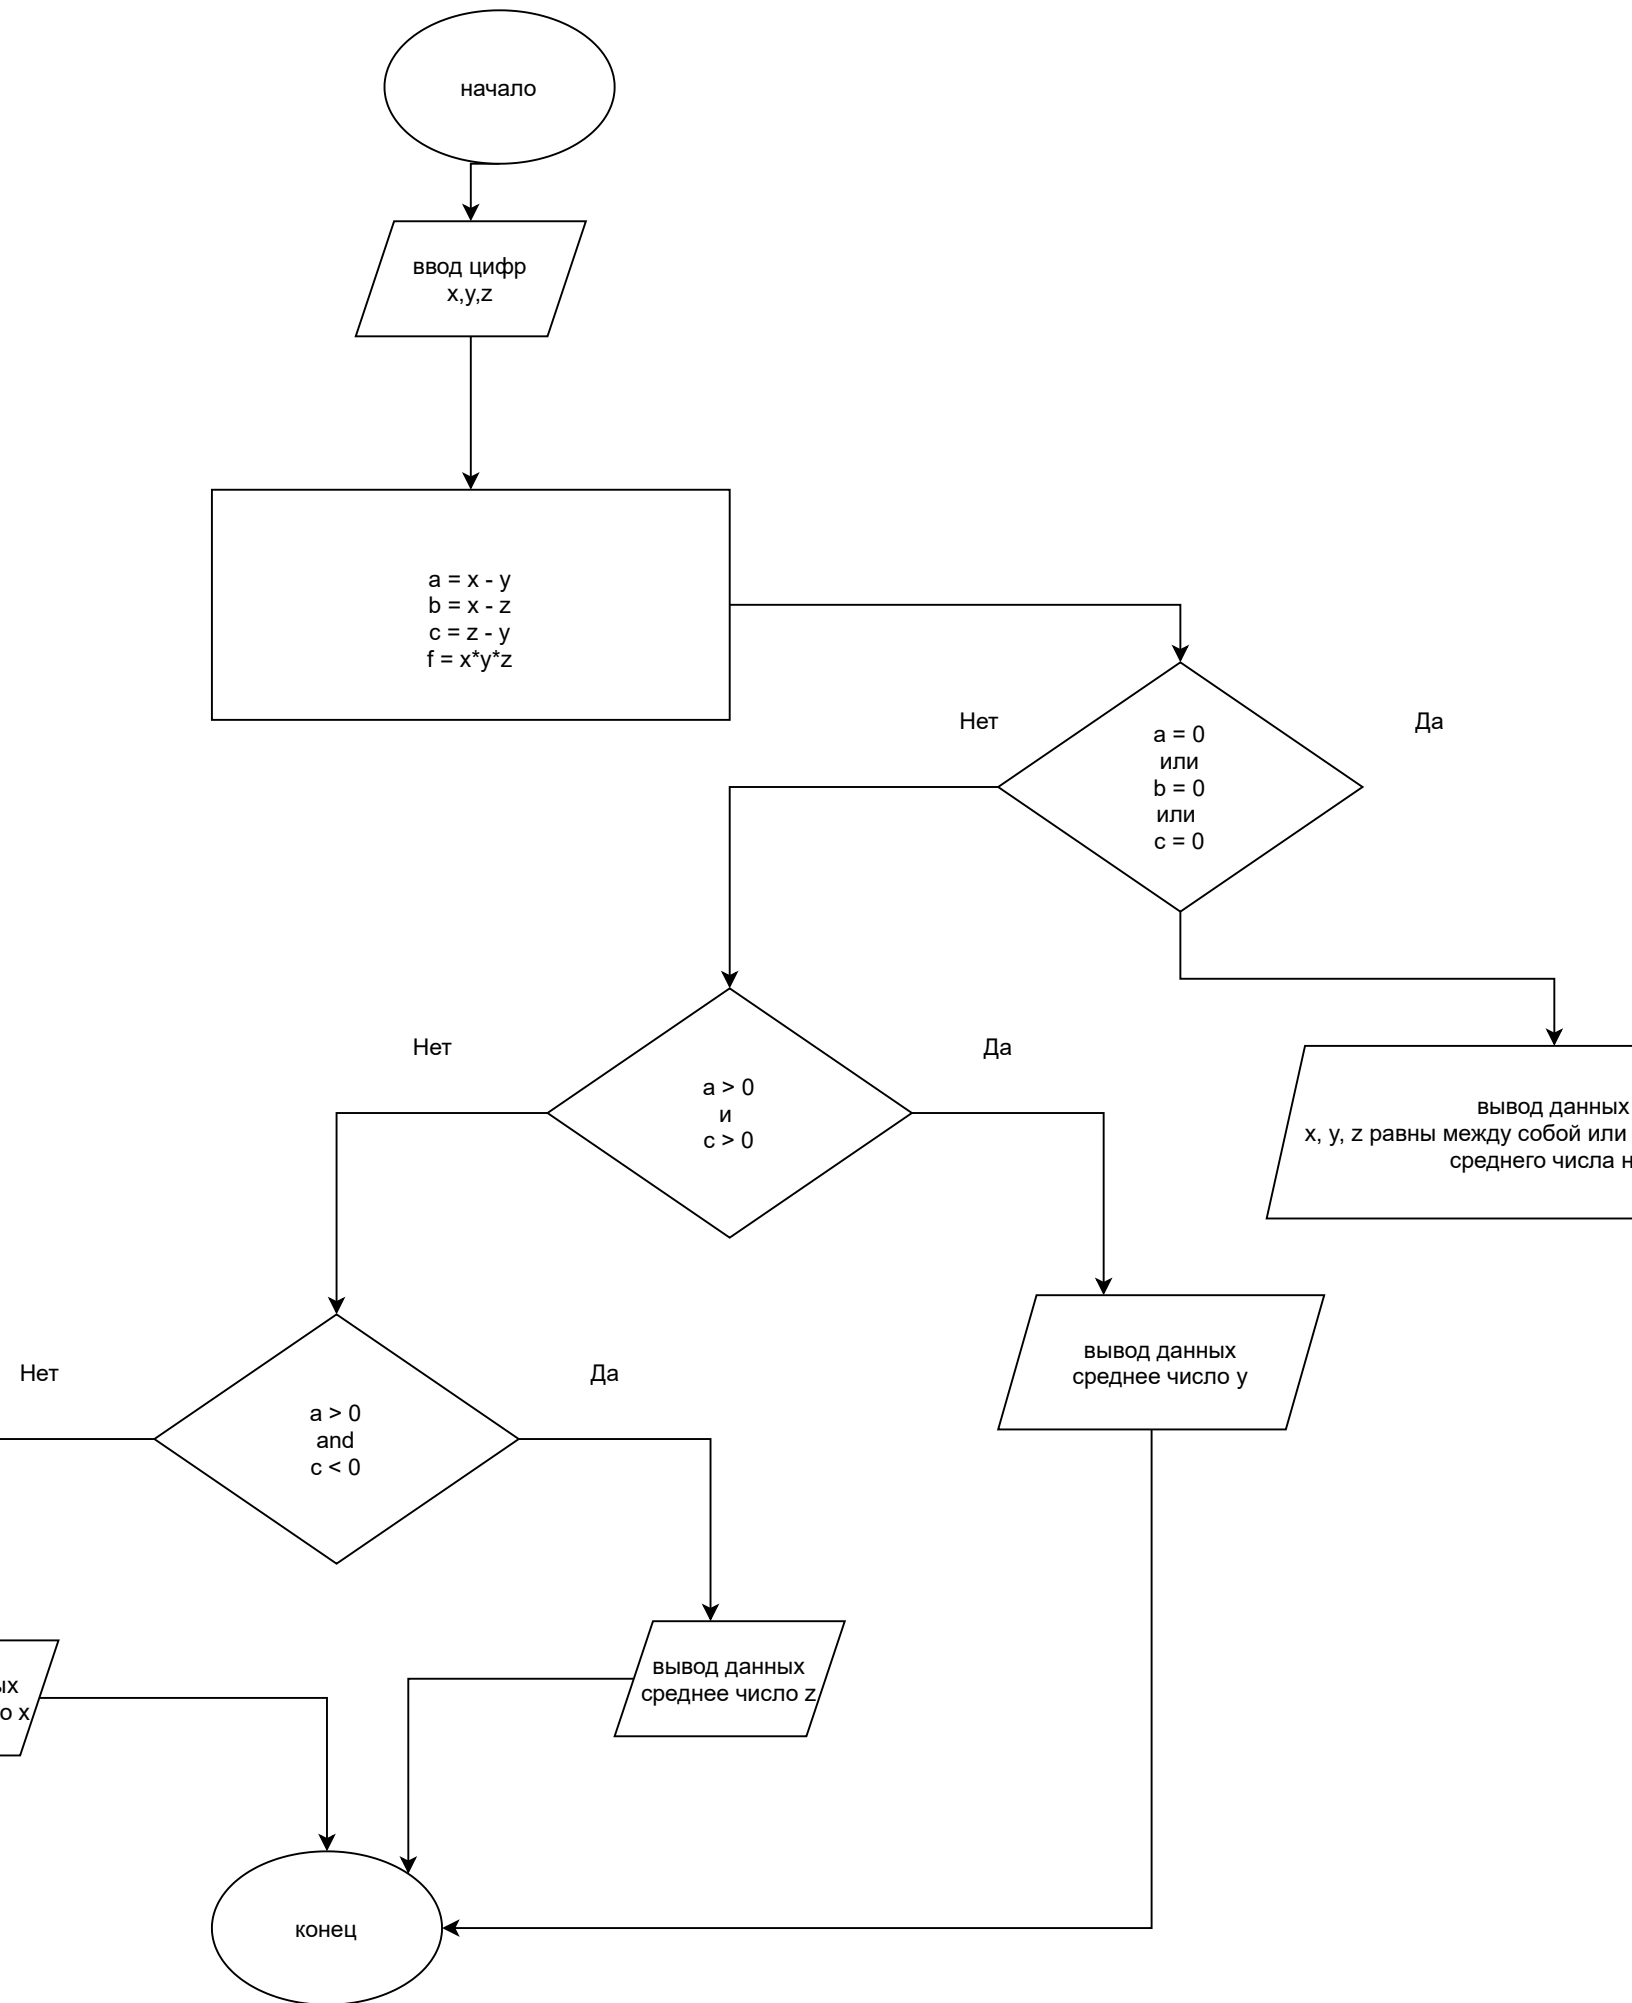 начало
ввод цифр
x,y,z
a = x - y
b = x - z
c = z - y
f = x*y*z
Нет
Да
a = 0
или
b = 0
или
c = 0
Нет
Да
a > 0
и
c > 0
вывод данных
x, y, z равны между собой или
среднего числа
Нет
Да
a > 0
and
c < 0
вывод данных
среднее число y
вывод данных
среднее число z
x
конец